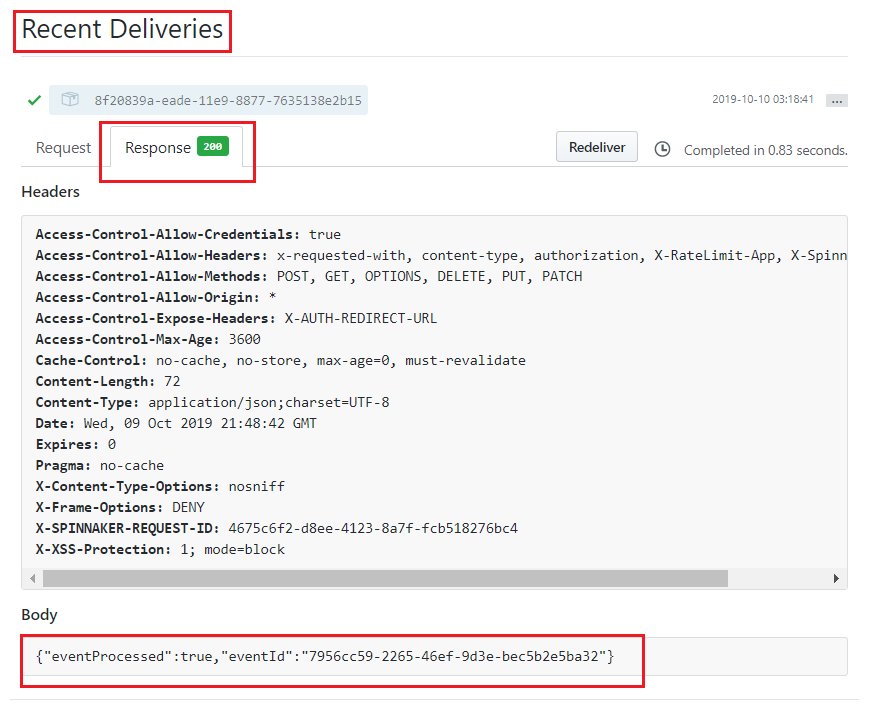 Recent Deliveries
8f20839a-eade-11e9-8877-7635138e2b15 2019-10-10 03:18:41 ...
Request Response 200 Redeliver Completed in 0.83 seconds.
Headers
Access-Control-Allow-Credentials: true
Access-Control-Allow-Headers: x-requested-with, content-type, authorization, X-RateLimit-App, X-Spinn
Access-Control-Allow-Methods: POST, GET, OPTIONS, DELETE, PUT, PATCH
Access-Control-Allow-Origin: *
Access-Control-Expose-Headers: X-AUTH-REDIRECT-URL
Access-Control-Max-Age: 3600
Cache-Control: no-cache, no-store, max-age=0, must-revalidate
Content-Length: 72
Content-Type: application/json;charset=UTF-8
Date: Wed, 09 Oct 2019 21:48:42 GMT
Expires: 0
Pragma: no-cache
X-Content-Type-Options: nosniff
X-Frame-Options: DENY
X-SPINNAKER-REQUEST-ID: 4675c6f2-d8ee-4123-8a7f-fcb518276bc4
X-XSS-Protection: 1; mode=block
Body
{"eventProcessed":true,"eventId":"7956cc59-2265-46ef-9d3e-bec5b2e5ba32"}